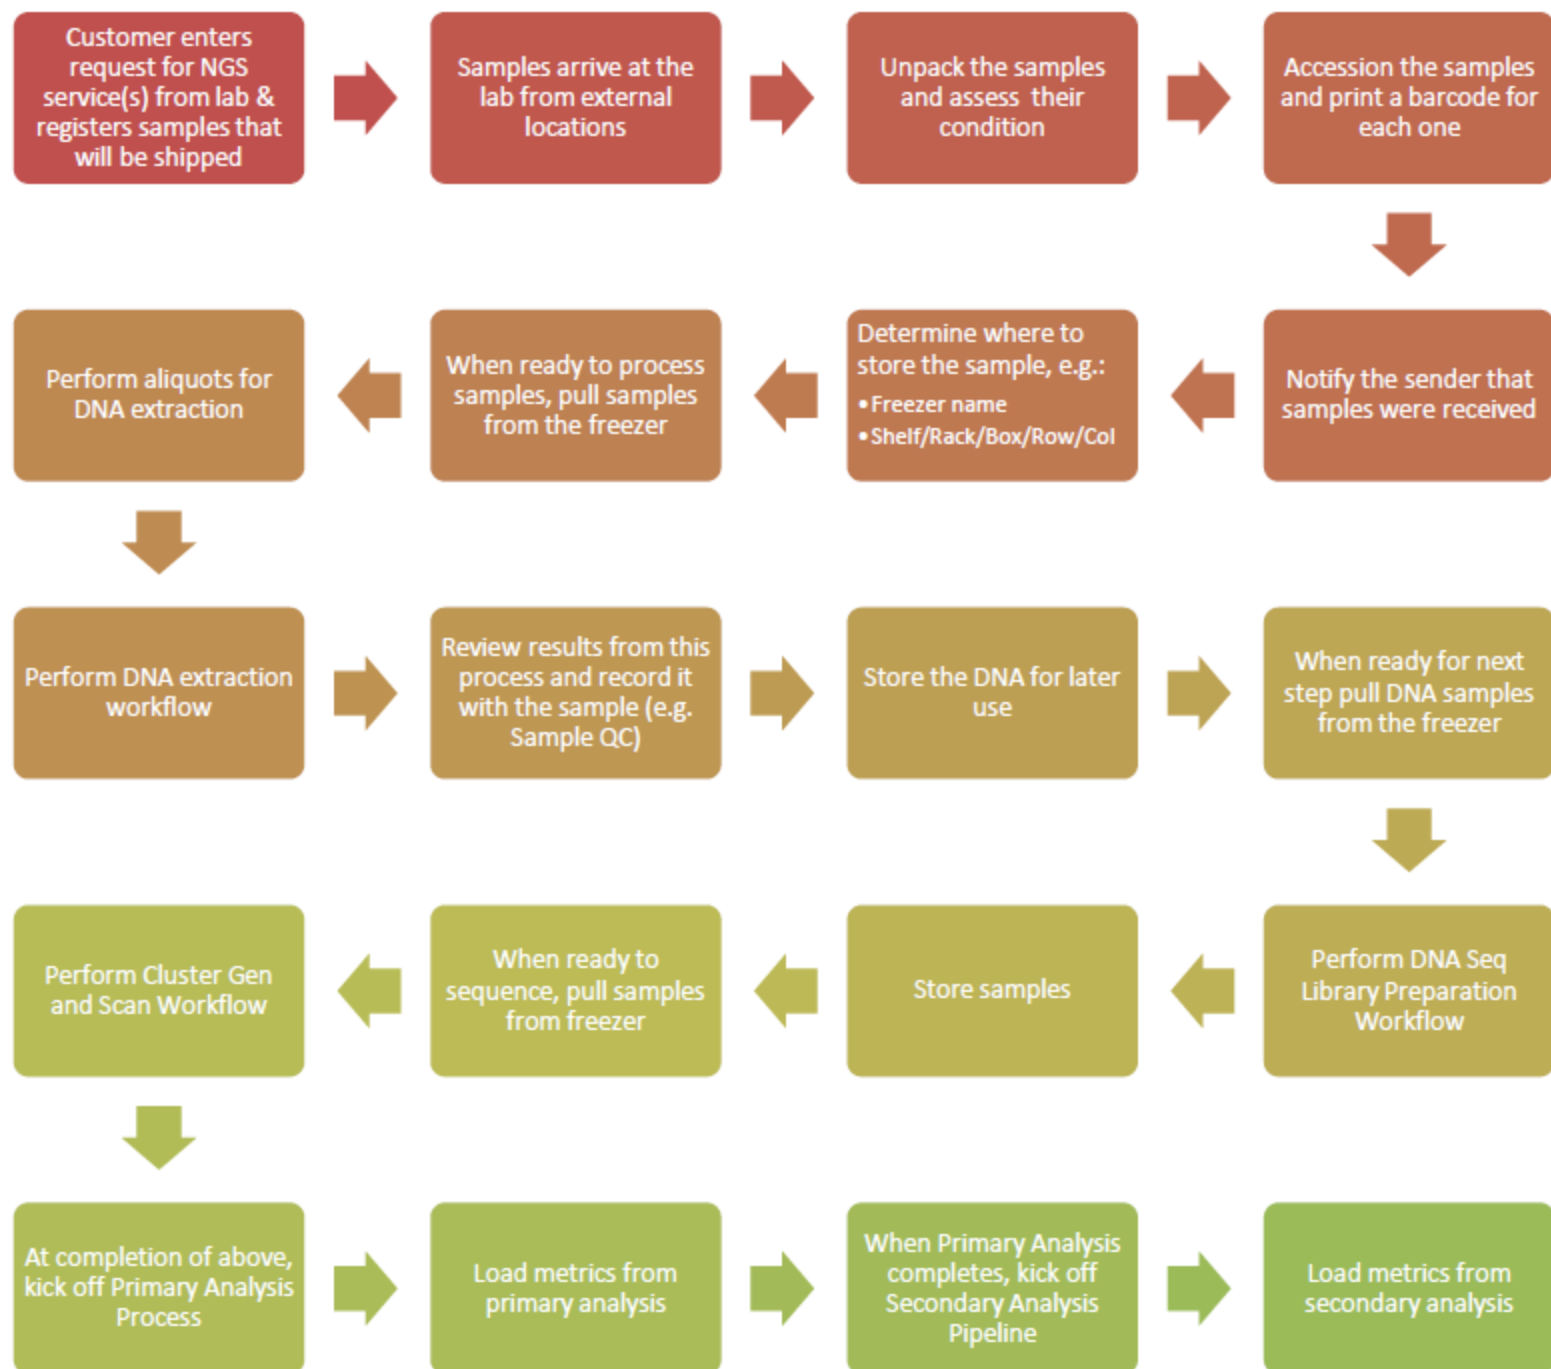 Customer enters
request for NGS
service(s) from lab &
registers samples that
will be shipped
Samples arrive at the
lab from external
locations
Unpack the samples
and assess  their
condition
Accession the samples
and print a barcode for
each one
Notify the sender that
samples were received
Determine where to
store the sample, e.g.:
•Freezer name
•Shelf/Rack/Box/Row/Col
When ready to process
samples, pull samples
from the freezer
Perform aliquots for
DNA extraction
Perform DNA extraction
workflow
Review results from this
process and record it
with the sample (e.g.
Sample QC)
Store the DNA for later
use
When ready for next
step pull DNA samples
from the freezer
Perform DNA Seq
Library Preparation
Workflow
Store samples
When ready to
sequence, pull samples
from freezer
Perform Cluster Gen
and Scan Workflow
At completion of above,
kick off Primary Analysis
Process
Load metrics from
primary analysis
When Primary Analysis
completes, kick off
Secondary Analysis
Pipeline
Load metrics from
secondary analysis